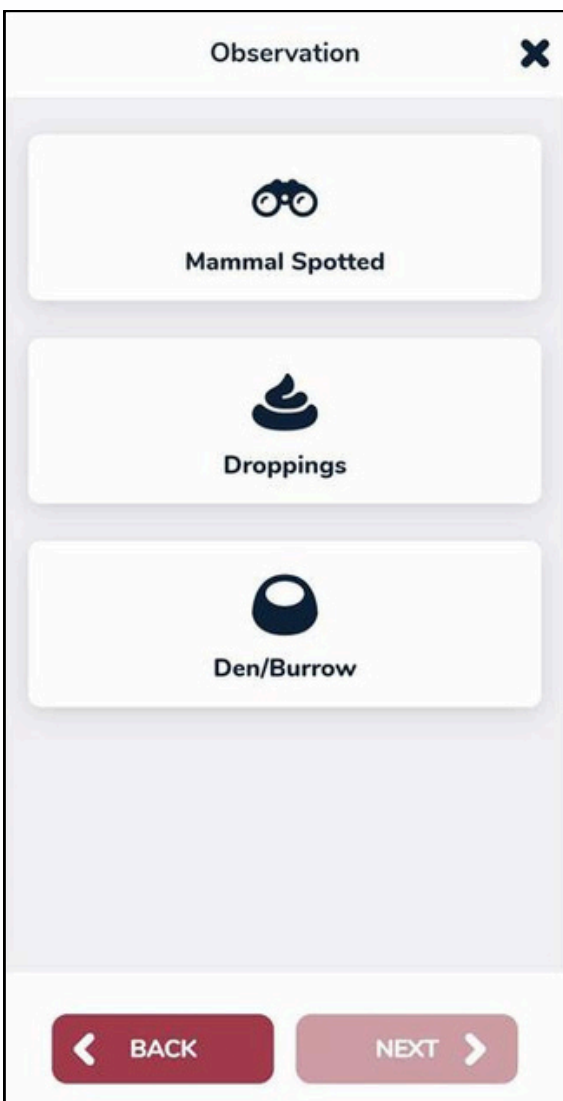 Observation
Mammal Spotted
Droppings
Den/Burrow
BACK
NEXT